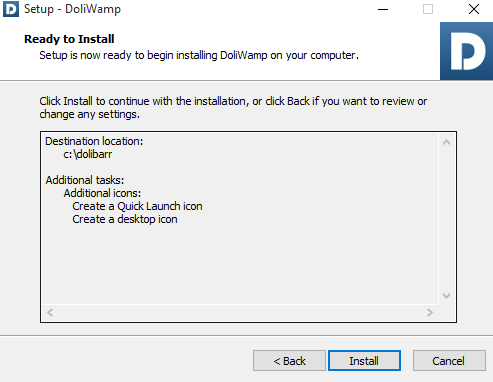 Setup - DoliWamp
Ready to Install
Setup is now ready to begin installing DoliWamp on your computer.
D
Click Install to continue with the installation, or click Back if you want to review or
change any settings.
Destination location:
c:\dolibarr
Additional tasks:
Additional icons:
Create a Quick Launch icon
Create a desktop icon
< Back
Install
Cancel